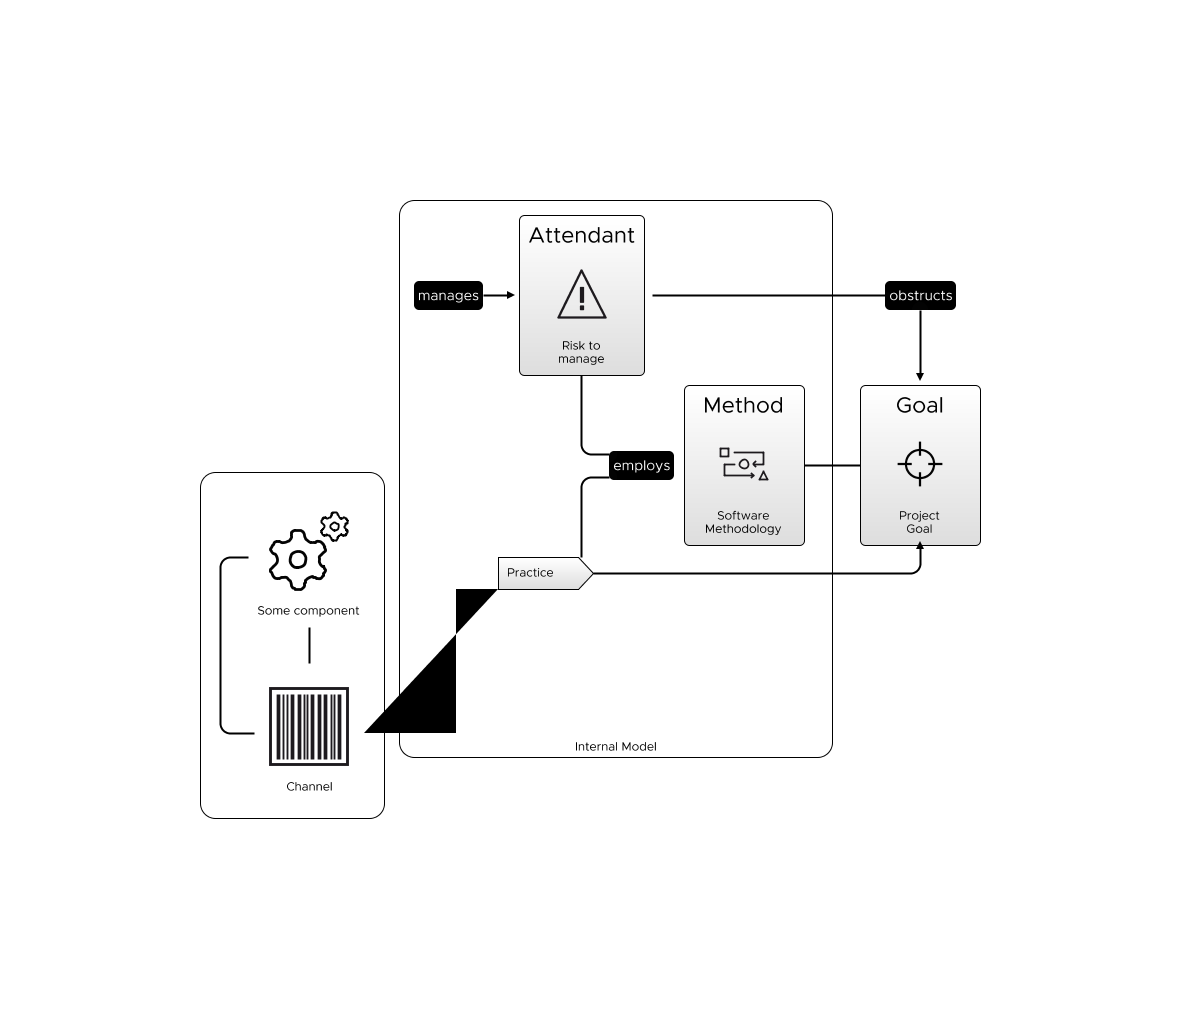 Attendant
manages
obstructs
Risk to
manage
Method
Goal
employs
Software
Methodology
Project
Goal
Practice
Some component
Internal Model
Channel